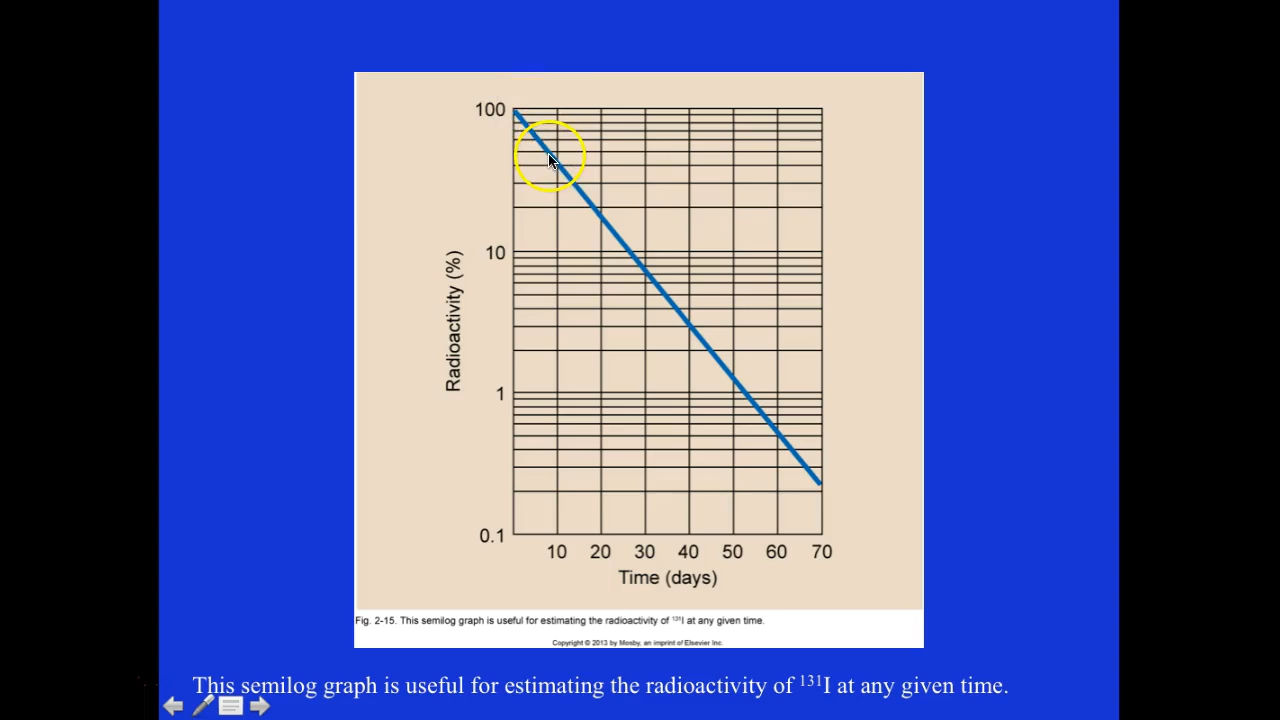 100
10
1
0.1
Radioactivity (%)
10 20 30 40 50 60 70
Time (days)
Fig. 2-15. This semilog graph is useful for estimating the radioactivity of ¹³¹I at any given time.
Copyright © 2013 by Mosby, an imprint of Elsevier Inc.
This semilog graph is useful for estimating the radioactivity of ¹³¹I at any given time.